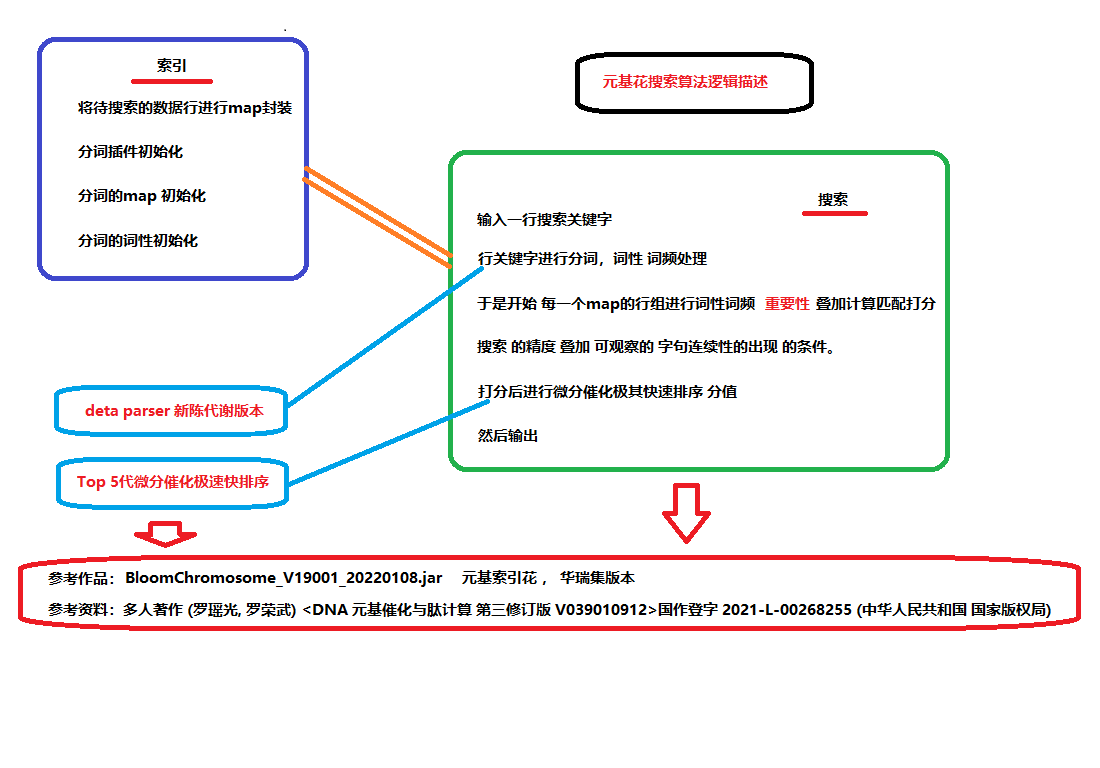 元基花搜索算法逻辑描述
索引
将待搜索的数据行进行map封装
分词插件初始化
分词的map 初始化
分词的词性初始化
搜索
输入一行搜索关键字
行关键字进行分词，词性 词频处理
于是开始 每一个map的行组进行词性词频 重要性 叠加计算匹配打分
搜索 的精度 叠加 可观察的 字句连续性的出现 的条件。
打分后进行微分催化极其快速排序 分值
然后输出
deta parser 新陈代谢版本
Top 5代微分催化极速快排序
参考作品： BloomChromosome_V19001_20220108.jar 元基索引花 ， 华瑞集版本
参考资料：多人著作 (罗瑶光, 罗荣武) <DNA 元基催化与肽计算 第三修订版 V039010912>国作登字 2021-L-00268255 (中华人民共和国 国家版权局)